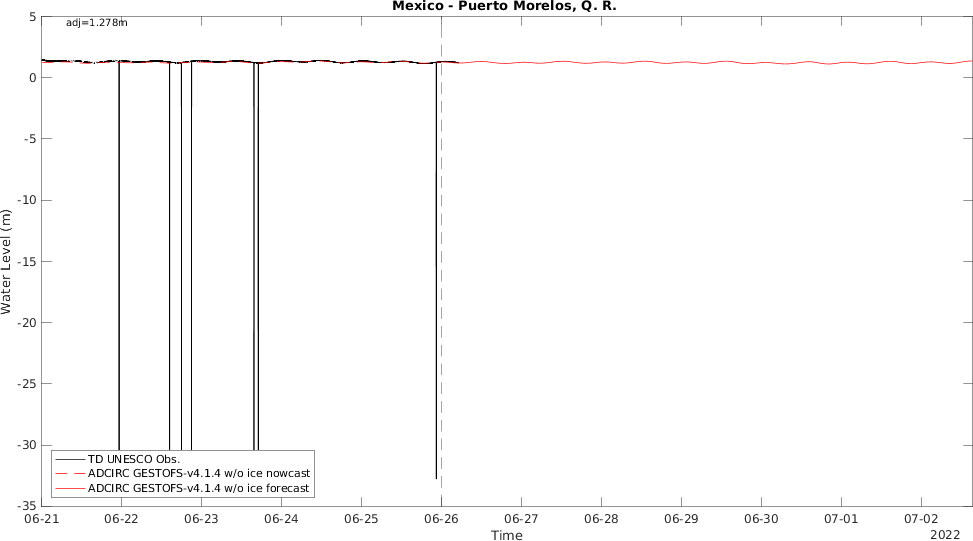 Mexico - Puerto Morelos, Q. R.
adj=1.278m
5
0
-5
-10
-15
-20
-25
-30
-35
Water Level (m)
TD UNESCO Obs.
ADCIRC GESTOFS-v4.1.4 w/o ice nowcast
ADCIRC GESTOFS-v4.1.4 w/o ice forecast
06-21 06-22 06-23 06-24 06-25 06-26 06-27 06-28 06-29 06-30 07-01 07-02
Time
2022